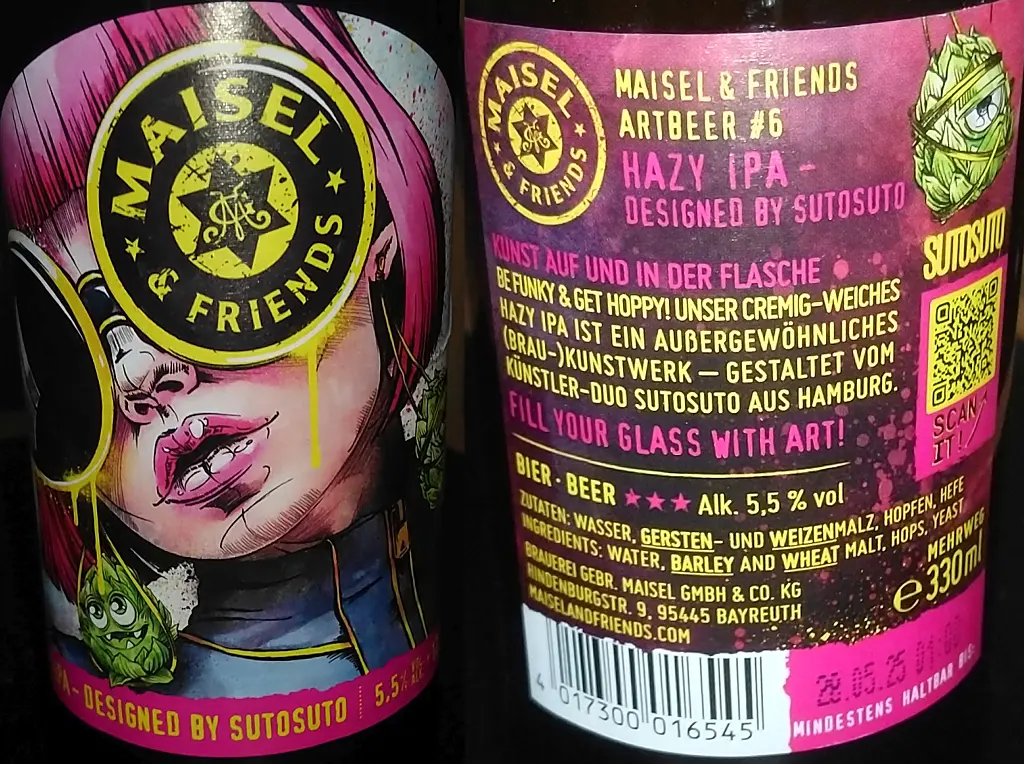 MAISEL
& FRIENDS
PA - DESIGNED BY SUTOSUTO
5,5%
MAISEL
& FRIENDS
MAISEL & FRIENDS
ARTBEER #6
HAZY IPA -
DESIGNED BY SUTOSUTO
SUTOSUTO
KUNST AUF UND IN DER FLASCHE
BE FUNKY & GET HOPPY! UNSER CREMIG-WEICHES
HAZY IPA IST EIN AUßERGEWÖHNLICHES
(BRAU-)KUNSTWERK – GESTALTET VOM
KÜNSTLER-DUO SUTOSUTO AUS HAMBURG.
FILL YOUR GLASS WITH ART!
SCAN
IT!
BIER · BEER ★★★ Alk. 5,5 % vol
ZUTATEN: WASSER, GERSTEN- UND WEIZENMALZ, HOPFEN, HEFE
INGREDIENTS: WATER, BARLEY AND WHEAT MALT, HOPS, YEAST
BRAUEREI GEBR. MAISEL GMBH & CO. KG
HINDENBURGSTR. 9, 95445 BAYREUTH
MAISELANDFRIENDS.COM
MEHRWEG
℮ 330 ml
4 017300 016545
28.05.25
MINDESTENS HALTBAR BIS: